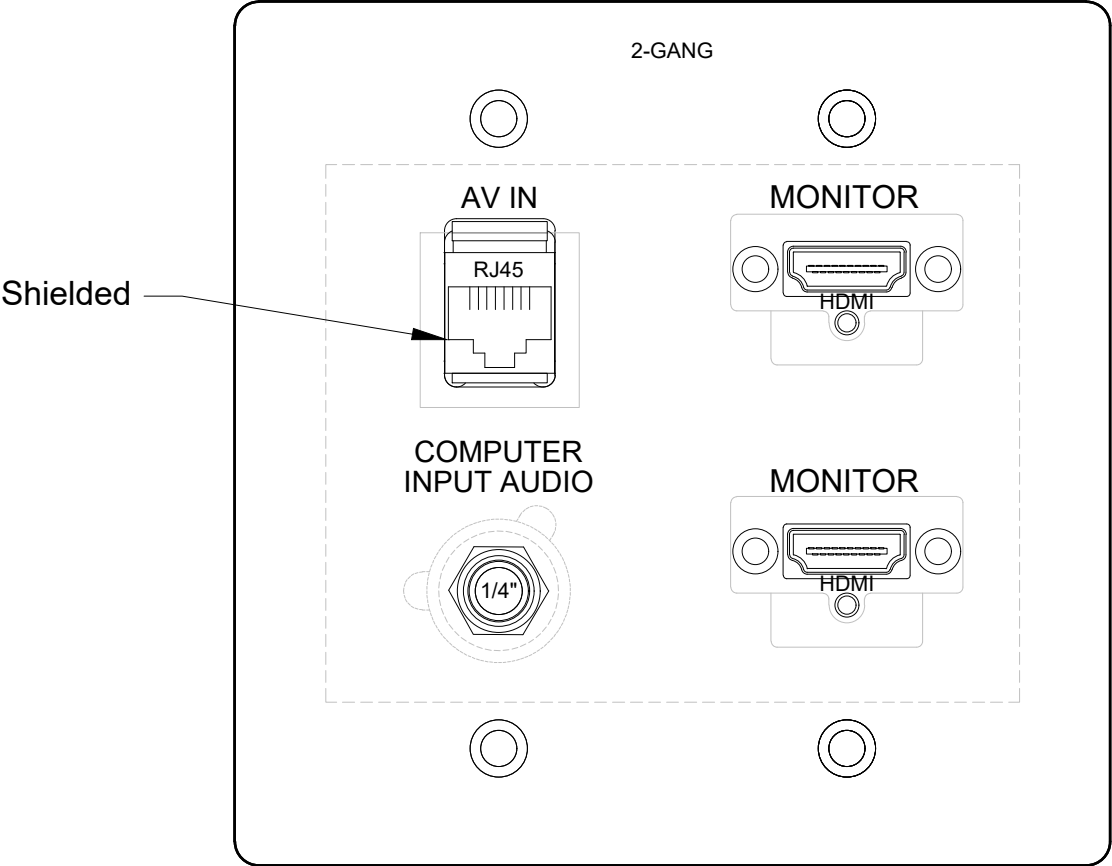 2-GANG
AV IN
MONITOR
RJ45
Shielded
HDMI
COMPUTER
INPUT AUDIO
MONITOR
1/4"
HDMI